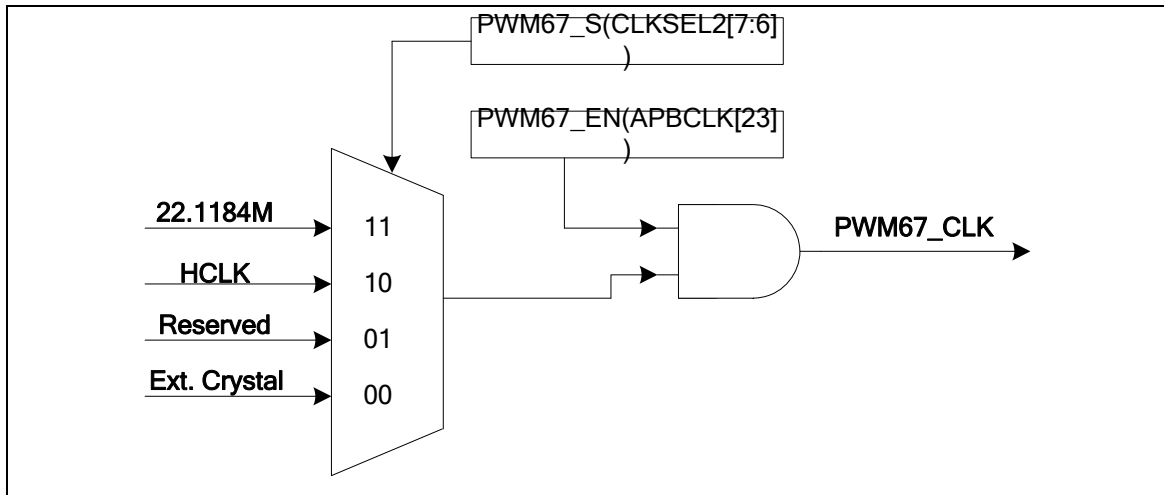 PWM67_S(CLKSEL2[7:6]
)
PWM67_EN(APBCLK[23]
)
22.1184M
11
PWM67_CLK
HCLK
10
Reserved
01
Ext. Crystal
00